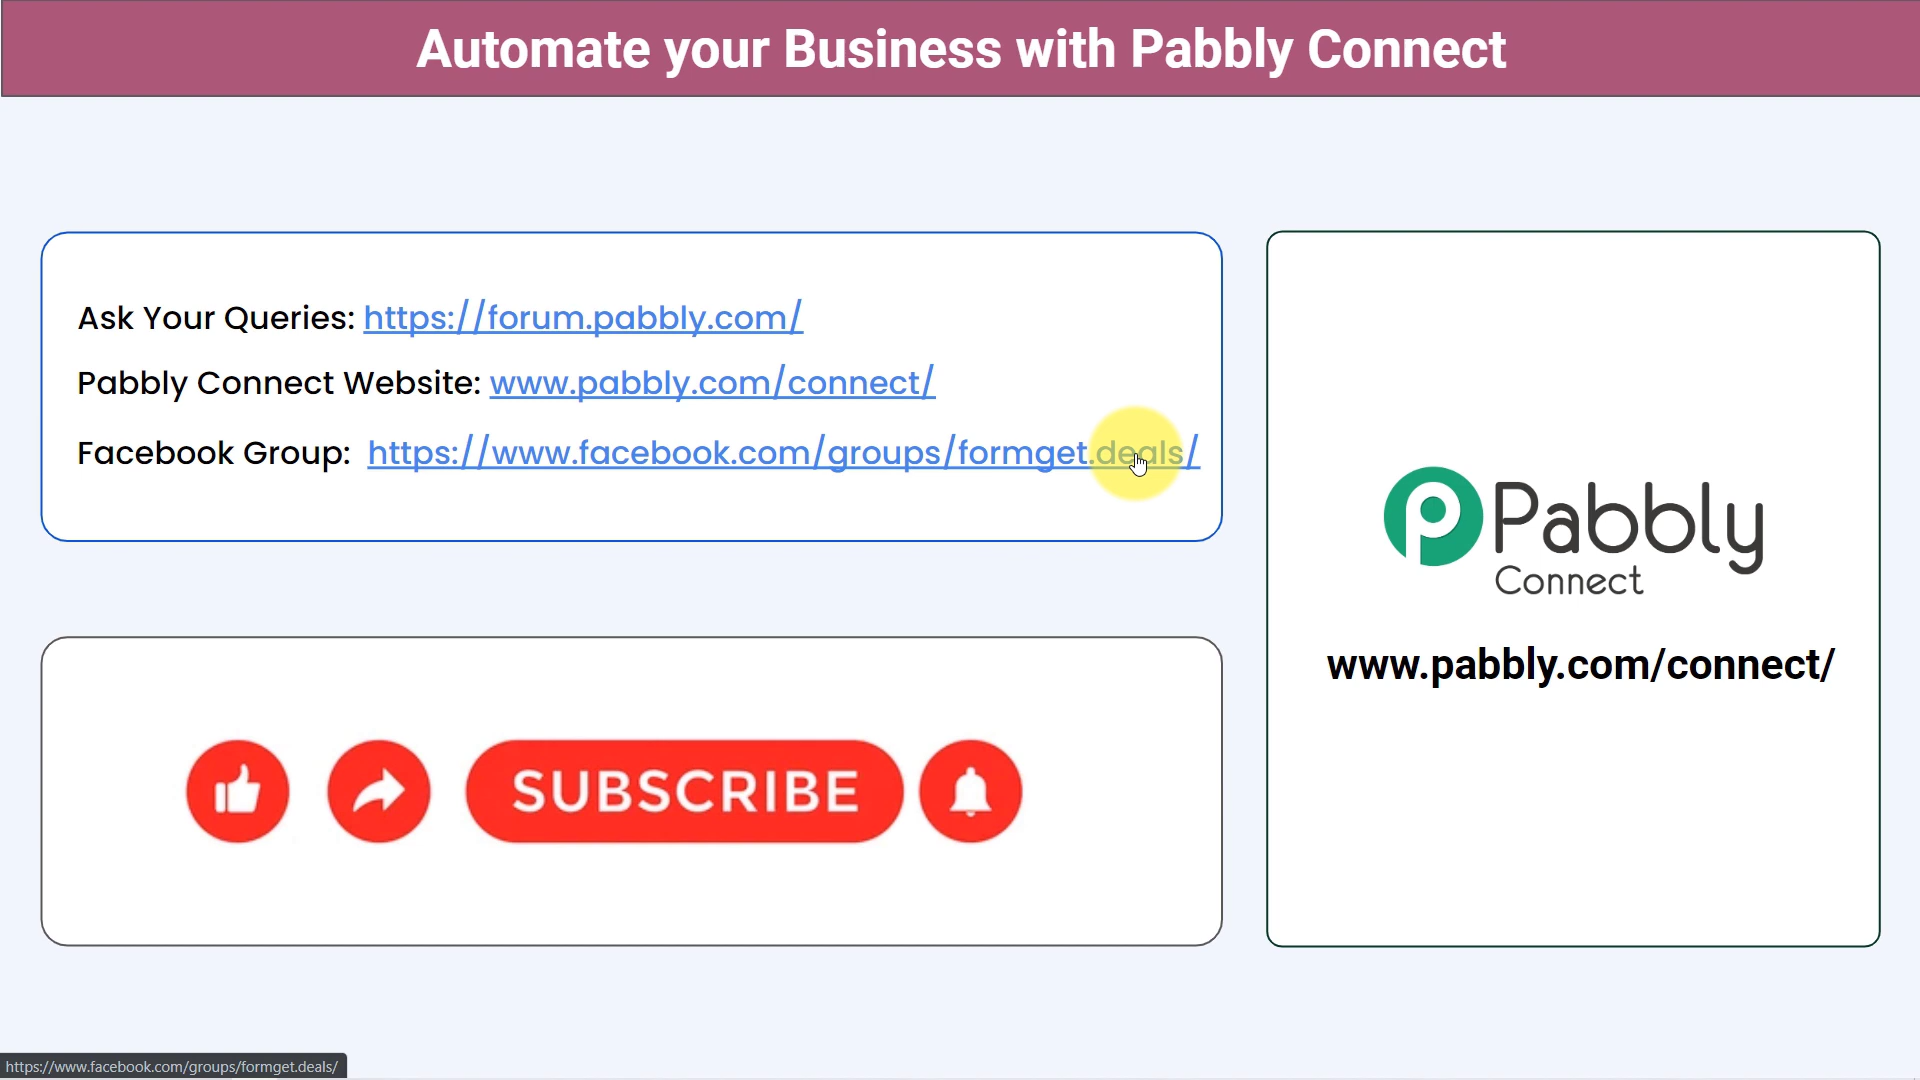 Automate your Business with Pabbly Connect
Ask Your Queries: https://forum.pabbly.com/
Pabbly Connect Website: www.pabbly.com/connect/
Facebook Group: https://www.facebook.com/groups/formget.deals/
SUBSCRIBE
Pabbly
Connect
www.pabbly.com/connect/
https://www.facebook.com/groups/formget.deals/